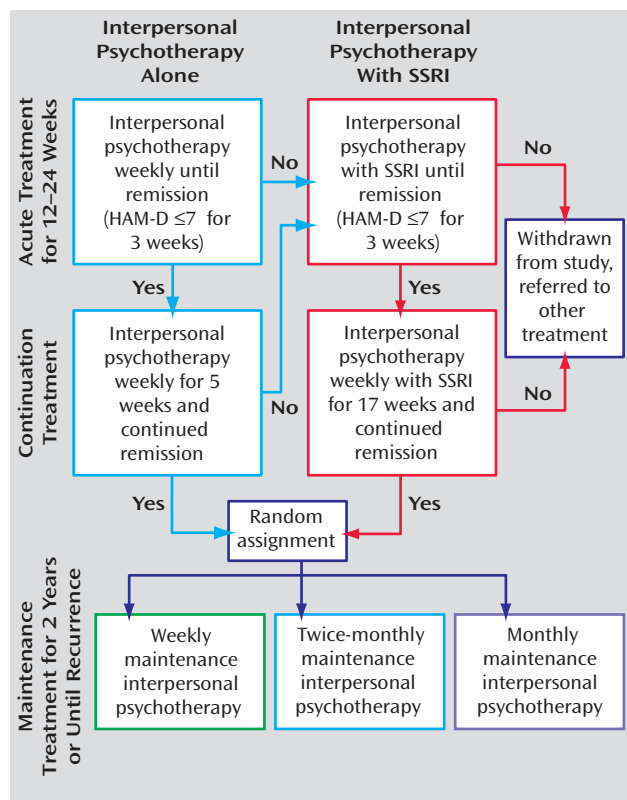 Interpersonal
Psychotherapy
Alone
Interpersonal
Psychotherapy
With SSRI
Acute Treatment
for 12–24 Weeks
Interpersonal
psychotherapy
weekly until
remission
(HAM-D ≤7 for
3 weeks)
No
Interpersonal
psychotherapy
with SSRI until
remission
(HAM-D ≤7 for
3 weeks)
No
Withdrawn
from study,
referred to
other
treatment
Yes
Yes
Continuation
Treatment
Interpersonal
psychotherapy
weekly for 5
weeks and
continued
remission
No
Interpersonal
psychotherapy
weekly with SSRI
for 17 weeks and
continued
remission
No
Yes
Yes
Random
assignment
Maintenance
Treatment for 2 Years
or Until Recurrence
Weekly
maintenance
interpersonal
psychotherapy
Twice-monthly
maintenance
interpersonal
psychotherapy
Monthly
maintenance
interpersonal
psychotherapy